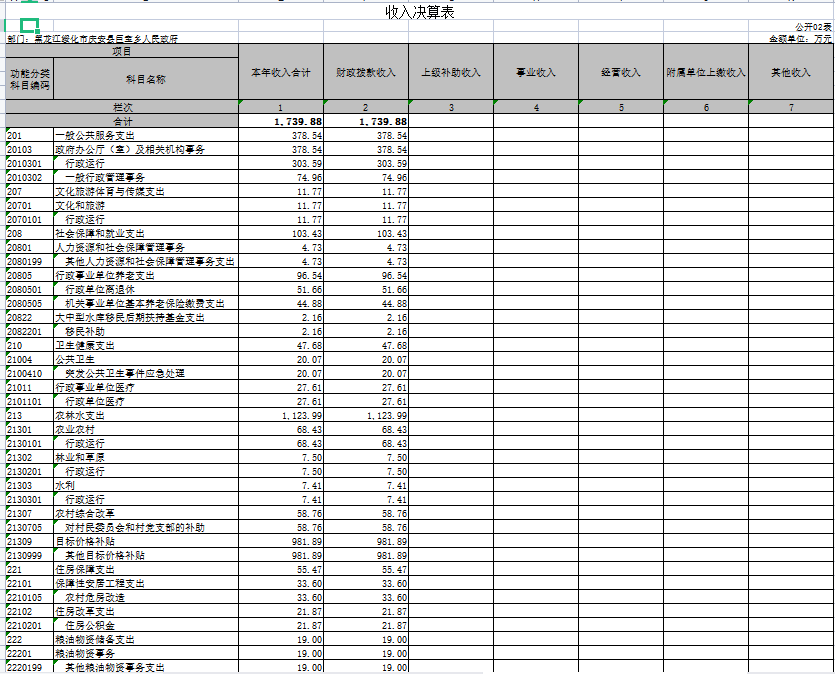 收入决算表
公开02表
部门：黑龙江绥化市庆安县巨宝乡人民政府 金额单位：万元
项目 本年收入合计 财政拨款收入 上级补助收入 事业收入 经营收入 附属单位上缴收入 其他收入
功能分类科目编码 科目名称
栏次 1 2 3 4 5 6 7
合计 1,739.88 1,739.88
201 一般公共服务支出 378.54 378.54
20103 政府办公厅（室）及相关机构事务 378.54 378.54
2010301 行政运行 303.59 303.59
2010302 一般行政管理事务 74.96 74.96
207 文化旅游体育与传媒支出 11.77 11.77
20701 文化和旅游 11.77 11.77
2070101 行政运行 11.77 11.77
208 社会保障和就业支出 103.43 103.43
20801 人力资源和社会保障管理事务 4.73 4.73
2080199 其他人力资源和社会保障管理事务支出 4.73 4.73
20805 行政事业单位养老支出 96.54 96.54
2080501 行政单位离退休 51.66 51.66
2080505 机关事业单位基本养老保险缴费支出 44.88 44.88
20822 大中型水库移民后期扶持基金支出 2.16 2.16
2082201 移民补助 2.16 2.16
210 卫生健康支出 47.68 47.68
21004 公共卫生 20.07 20.07
2100410 突发公共卫生事件应急处理 20.07 20.07
21011 行政事业单位医疗 27.61 27.61
2101101 行政单位医疗 27.61 27.61
213 农林水支出 1,123.99 1,123.99
21301 农业农村 68.43 68.43
2130101 行政运行 68.43 68.43
21302 林业和草原 7.50 7.50
2130201 行政运行 7.50 7.50
21303 水利 7.41 7.41
2130301 行政运行 7.41 7.41
21307 农村综合改革 58.76 58.76
2130705 对村民委员会和村党支部的补助 58.76 58.76
21309 目标价格补贴 981.89 981.89
2130999 其他目标价格补贴 981.89 981.89
221 住房保障支出 55.47 55.47
22101 保障性安居工程支出 33.60 33.60
2210105 农村危房改造 33.60 33.60
22102 住房改革支出 21.87 21.87
2210201 住房公积金 21.87 21.87
222 粮油物资储备支出 19.00 19.00
22201 粮油物资事务 19.00 19.00
2220199 其他粮油物资事务支出 19.00 19.00